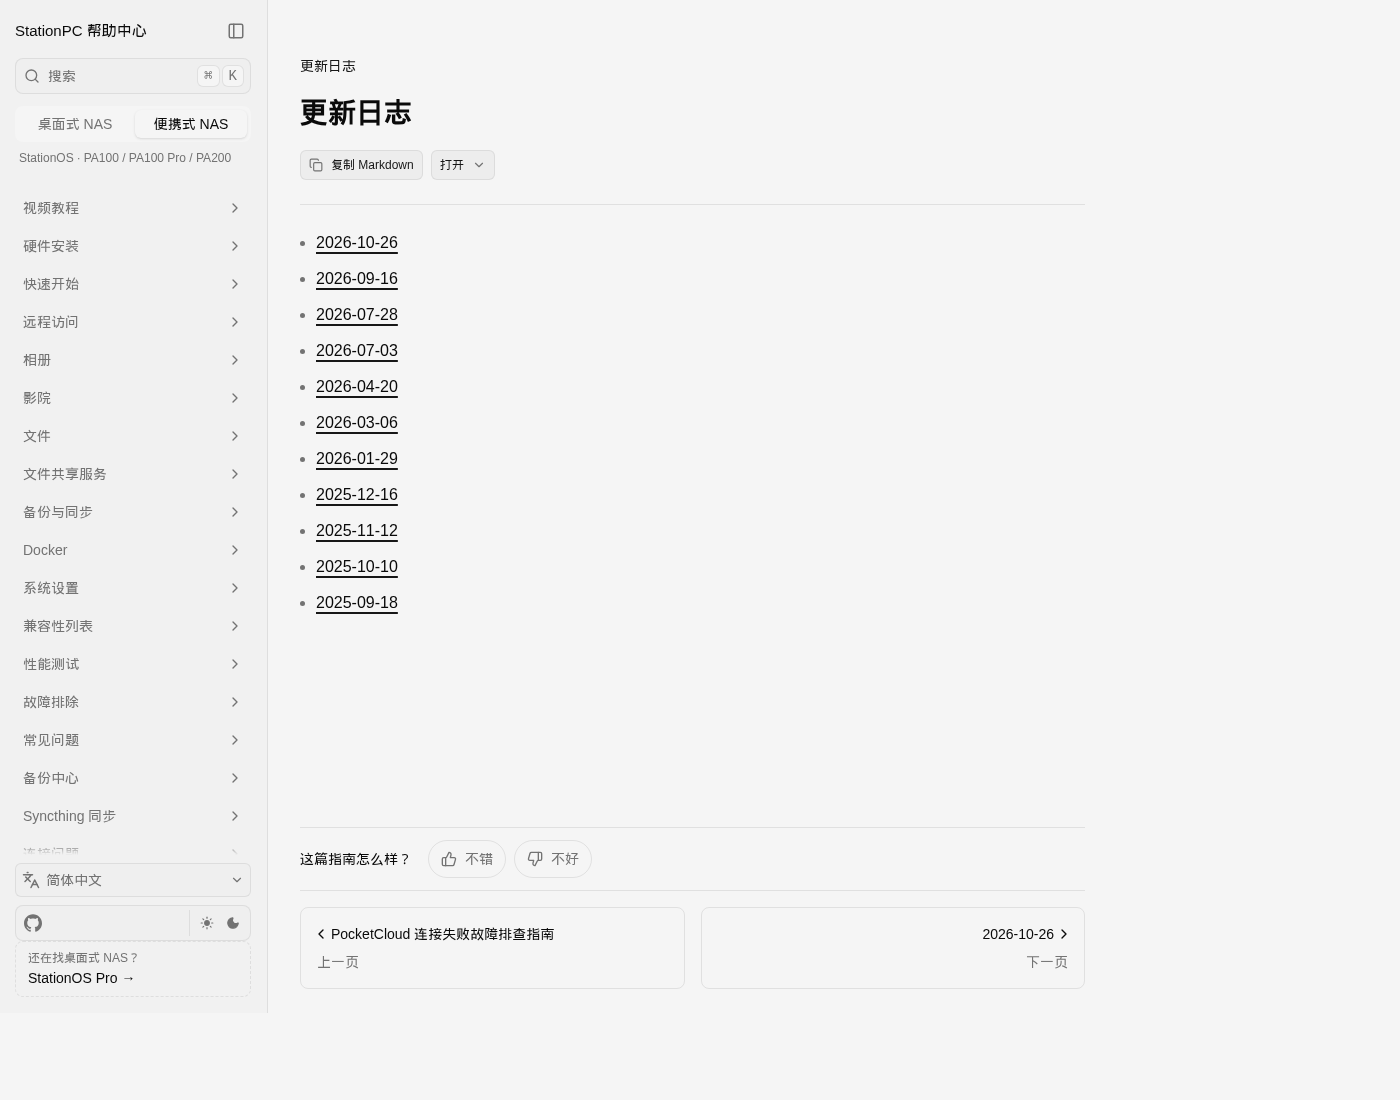 StationPC 帮助中心
搜索
⌘ K
桌面式 NAS
便携式 NAS
StationOS · PA100 / PA100 Pro / PA200
视频教程
硬件安装
快速开始
远程访问
相册
影院
文件
文件共享服务
备份与同步
Docker
系统设置
兼容性列表
性能测试
故障排除
常见问题
备份中心
Syncthing 同步
连接问题
简体中文
还在找桌面式 NAS？
StationOS Pro →
更新日志
更新日志
复制 Markdown
打开
2026-10-26
2026-09-16
2026-07-28
2026-07-03
2026-04-20
2026-03-06
2026-01-29
2025-12-16
2025-11-12
2025-10-10
2025-09-18
这篇指南怎么样？
不错
不好
PocketCloud 连接失败故障排查指南
上一页
2026-10-26
下一页